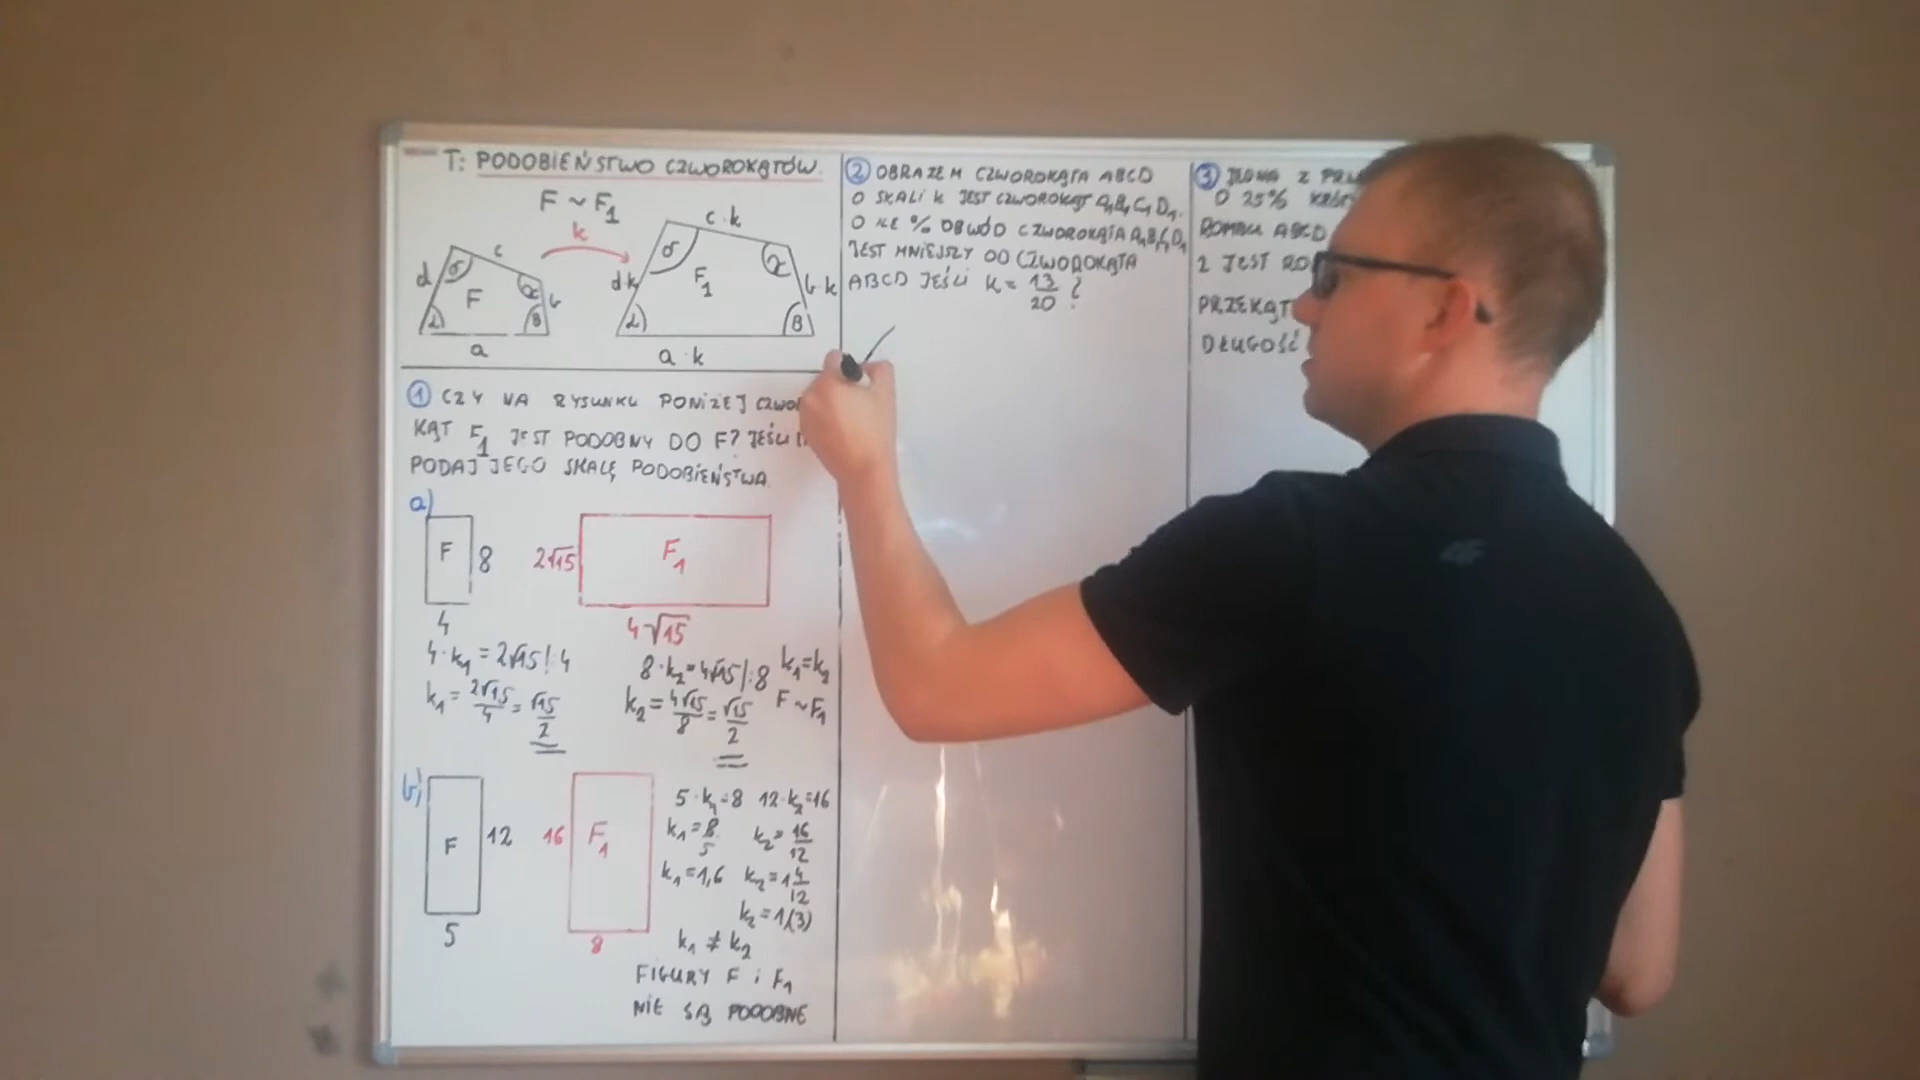 T: PODOBIEŃSTWO CZWOROKĄTÓW.
F ~ F₁
k
d
c
δ
γ
F
b
α
β
a
c·k
δ
γ
d·k
F₁
b·k
α
β
a·k
① CZY NA RYSUNKU PONIŻEJ
KĄT F₁ JEST PODOBNY DO F? JEŚLI
PODAJ JEGO SKALĘ PODOBIEŃSTWA
a)
F
8
4
2√15
F₁
4√15
4·k₁ = 2√15 |:4
k₁ = 2√15/4 = √15/2
8·k₂ = 4√15 |:8
k₂ = 4√15/8 = √15/2
k₁ = k₂
F ~ F₁
b)
F
12
5
16
F₁
8
5·k₁ = 8
k₁ = 8/5
k₁ = 1,6
12·k₂ = 16
k₂ = 16/12
k₂ = 1 4/12
k₂ = 1,(3)
k₁ ≠ k₂
FIGURY F i F₁
NIE SĄ PODOBNE
② OBRAZEM CZWOROKĄTA ABCD
O SKALI k JEST CZWOROKĄT A₁B₁C₁D₁.
O ILE % OBWÓD CZWOROKĄTA A₁B₁C₁D₁
JEST MNIEJSZY OD CZWOROKĄTA
ABCD JEŚLI k = 13/20 ?
③ JEDNA Z
O 25%
ROMBU ABCD
2 JEST
DŁUGOŚĆ
4F